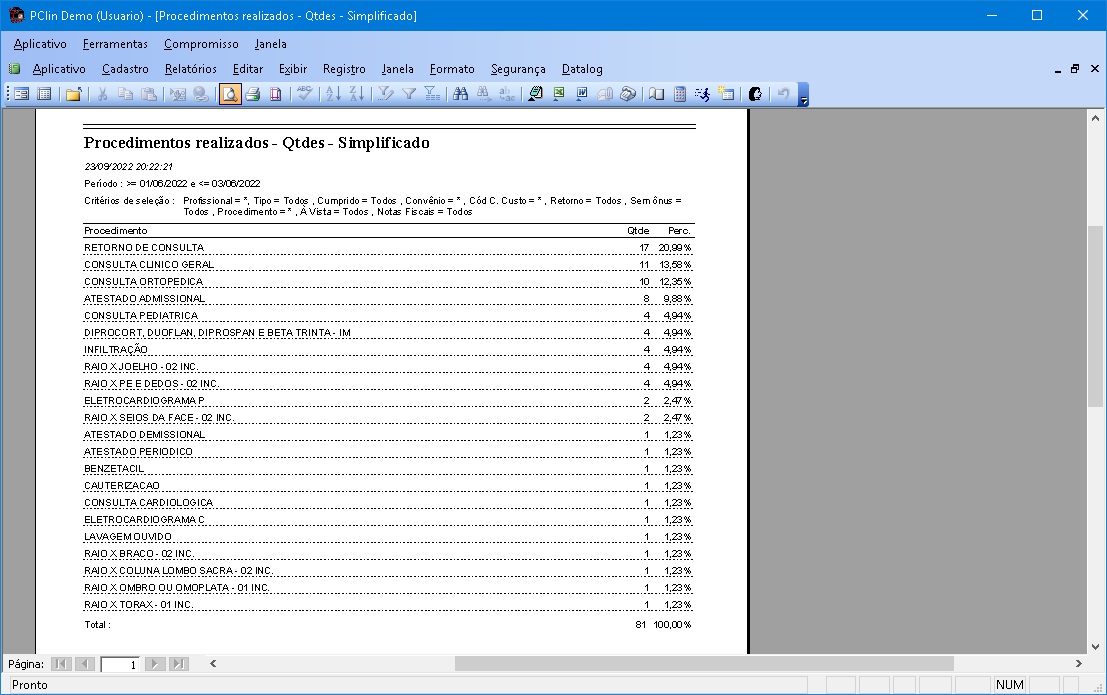 PClin Demo (Usuario) - [Procedimentos realizados - Qtdes - Simplificado]
Aplicativo Ferramentas Compromisso Janela
Aplicativo Cadastro Relatórios Editar Exibir Registro Janela Formato Segurança Datalog
Procedimentos realizados - Qtdes - Simplificado
23/09/2022 20:22:21
Período : >= 01/06/2022 e <= 03/06/2022
Critérios de seleção : Profissional = *, Tipo = Todos , Cumprido = Todos , Convênio = * , Cód C. Custo = * , Retorno = Todos , Sem ônus =
Todos , Procedimento = * , À Vista = Todos , Notas Fiscais = Todos
Procedimento Qtde Perc.
RETORNO DE CONSULTA 17 20,99%
CONSULTA CLINICO GERAL 11 13,58%
CONSULTA ORTOPEDICA 10 12,35%
ATESTADO ADMISSIONAL 8 9,88%
CONSULTA PEDIATRICA 4 4,94%
DIPROCORT, DUOFLAN, DIPROSPAN E BETA TRINTA - IM 4 4,94%
INFILTRAÇÃO 4 4,94%
RAIO X JOELHO - 02 INC. 4 4,94%
RAIO X PE E DEDOS - 02 INC. 4 4,94%
ELETROCARDIOGRAMA P 2 2,47%
RAIO X SEIOS DA FACE - 02 INC. 2 2,47%
ATESTADO DEMISSIONAL 1 1,23%
ATESTADO PERIODICO 1 1,23%
BENZETACIL 1 1,23%
CAUTERIZACAO 1 1,23%
CONSULTA CARDIOLOGICA 1 1,23%
ELETROCARDIOGRAMA C 1 1,23%
LAVAGEM OUVIDO 1 1,23%
RAIO X BRACO - 02 INC. 1 1,23%
RAIO X COLUNA LOMBO SACRA - 02 INC. 1 1,23%
RAIO X OMBRO OU OMOPLATA - 01 INC. 1 1,23%
RAIO X TORAX - 01 INC. 1 1,23%
Total : 81 100,00%
Página: 1
Pronto NUM